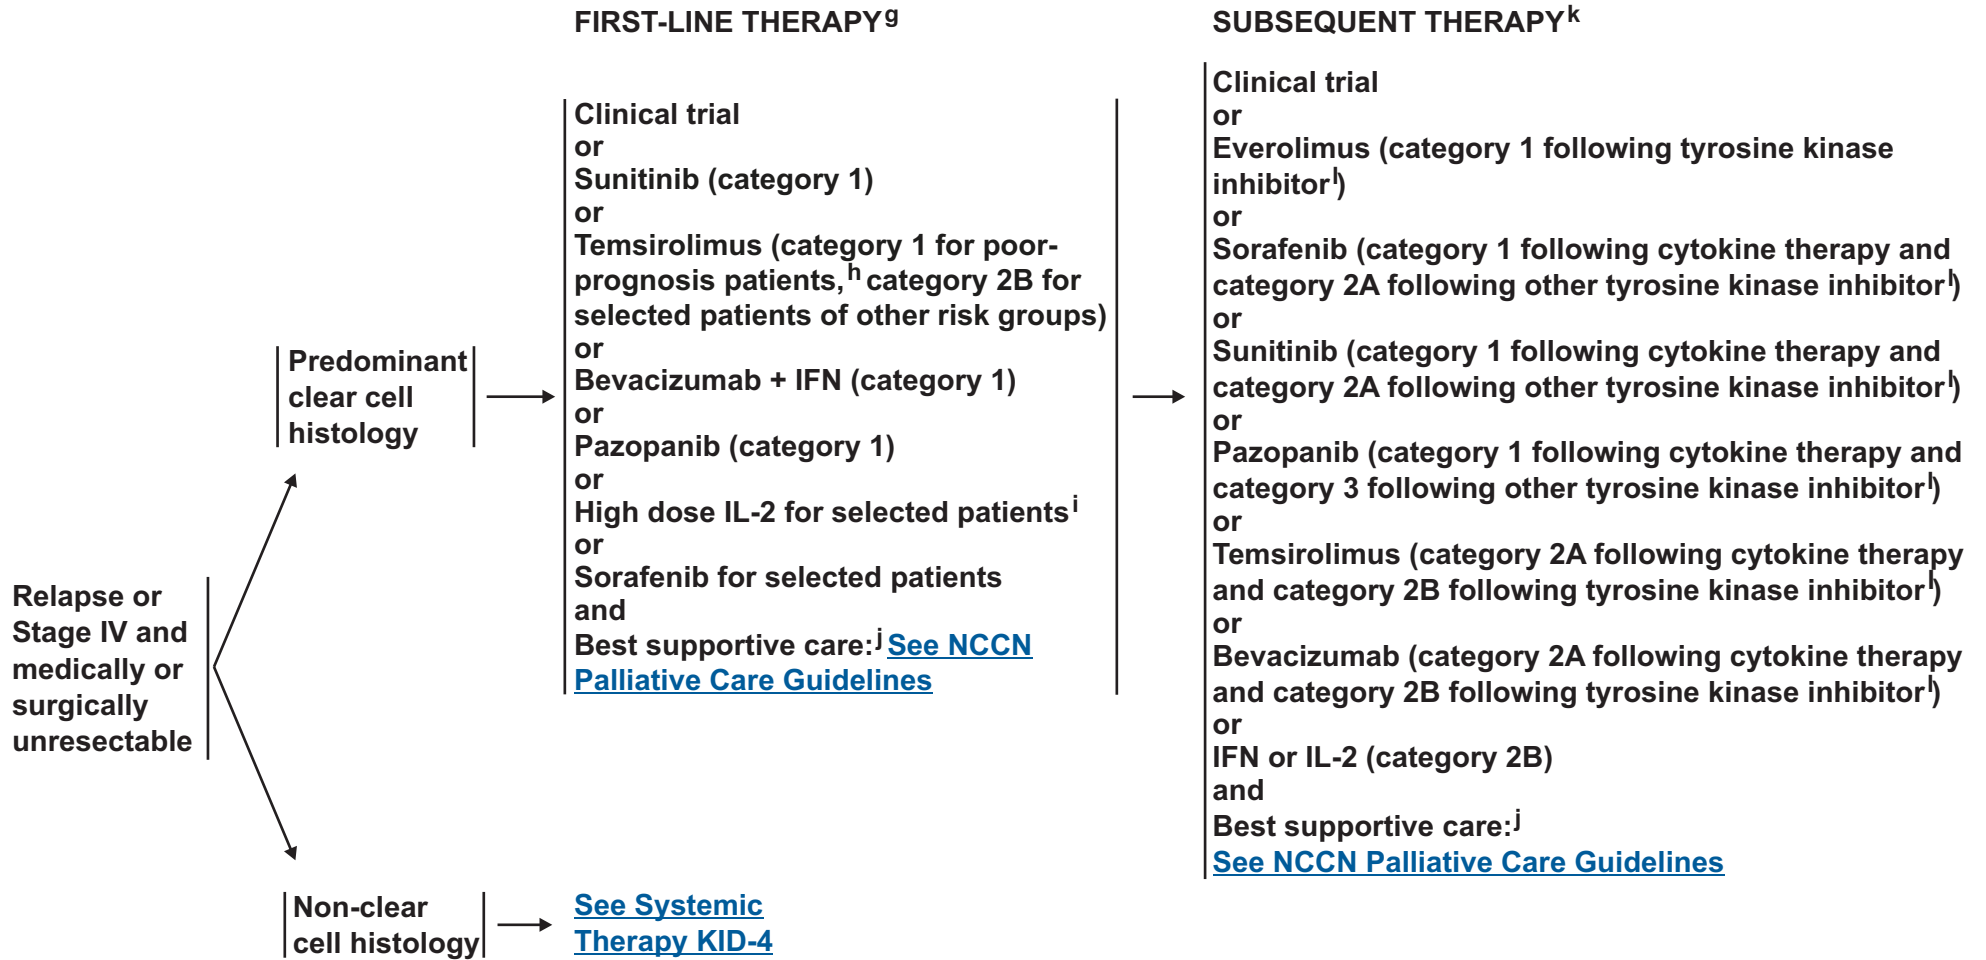 FIRST-LINE THERAPYg
Clinical trial
or
Sunitinib (category 1)
or
Temsirolimus (category 1 for poor-
prognosis patients,h category 2B for
selected patients of other risk groups)
or
Bevacizumab + IFN (category 1)
or
Pazopanib (category 1)
or
High dose IL-2 for selected patientsi
or
Sorafenib for selected patients
and
Best supportive care:j See NCCN
Palliative Care Guidelines
SUBSEQUENT THERAPYk
Clinical trial
or
Everolimus (category 1 following tyrosine kinase
inhibitorl)
or
Sorafenib (category 1 following cytokine therapy and
category 2A following other tyrosine kinase inhibitorl)
or
Sunitinib (category 1 following cytokine therapy and
category 2A following other tyrosine kinase inhibitorl)
or
Pazopanib (category 1 following cytokine therapy and
category 3 following other tyrosine kinase inhibitorl)
or
Temsirolimus (category 2A following cytokine therapy
and category 2B following tyrosine kinase inhibitorl)
or
Bevacizumab (category 2A following cytokine therapy
and category 2B following tyrosine kinase inhibitorl)
or
IFN or IL-2 (category 2B)
and
Best supportive care:j
See NCCN Palliative Care Guidelines
Predominant
clear cell
histology
Relapse or
Stage IV and
medically or
surgically
unresectable
Non-clear
cell histology
See Systemic
Therapy KID-4